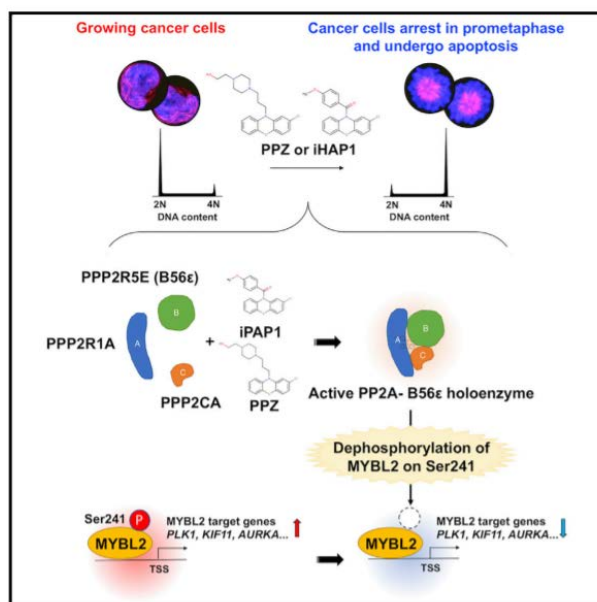 Growing cancer cells
Cancer cells arrest in prometaphase
and undergo apoptosis
PPZ or iHAP1
2N
4N
DNA content
2N
4N
DNA content
PPP2R5E (B56ε)
B
PPP2R1A
A
C
PPP2CA
+
iPAP1
PPZ
A
B
C
Active PP2A- B56ε holoenzyme
Dephosphorylation of
MYBL2 on Ser241
Ser241
P
MYBL2
MYBL2 target genes
PLK1, KIF11, AURKA...
TSS
MYBL2
MYBL2 target genes
PLK1, KIF11, AURKA...
TSS